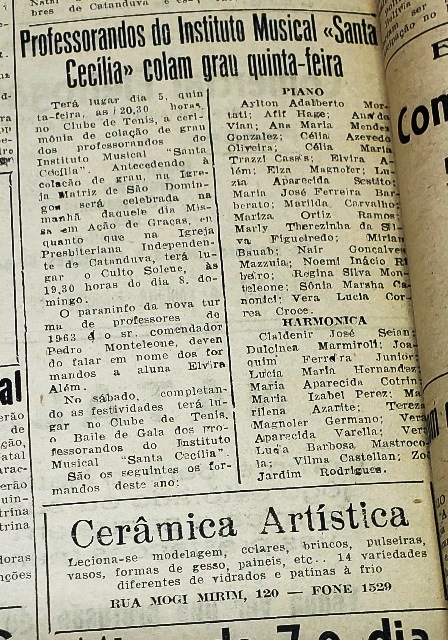 bres de Catanduva
Professorandos do Instituto Musical «Santa
Cecília» colam grau quinta-feira
Terá lugar dia 5, quin
ta-feira, as 20,30 horas,
no Clube de Tenis, a ceri-
mônia de colação de grau
dos professorandos do
Instituto Musical "Santa
Cecília". Antecedendo à
colação de grau, na Igre-
ja Matriz de São Domin-
gos será celebrada na
manhã daquele dia Mis-
sa em Ação de Graças, en-
quanto que na Igreja
Presbiteriana Independen-
te de Catanduva, terá lu-
gar o Culto Solene, às
19,30 horas do dia 8, do-
mingo.
O paraninfo da nova tur
ma de professores de
1963 é o sr. comendador
Pedro Monteleone, deven
do falar em nome dos for
mandos a aluna Elvira
Além.
No sábado, completan-
do as festividades terá lu-
gar no Clube de Tenis,
o Baile de Gala dos pro-
fessorandos do Instituto
Musical "Santa Cecília".
São os seguintes os for-
mandos deste ano:
PIANO
Aylton Adalberto Mor-
tati; Afif Hage; Ana da
Vian; Ana Maria Mendes
Gonzalez; Célia Azevedo
Oliveira; Célia Maria
Trazzi Cassis; Elvira A-
lém; Elza Magnoler; Lu-
zia Aparecida Sestito;
Maria José Ferreira Bar-
berato; Marilda Carvalho;
Mariza Ortiz Ramos;
Marly Therezinha da Sil-
va Figueiredo; Mirian
Bauab; Nair Gonçalves
Mazzuia; Noemi Inácio Ri
beiro; Regina Silva Mon-
teleone; Sônia Marsha Ca-
nonici; Vera Lucia Cor-
rea Croce.
HARMONICA
Claldenir José Seian;
Dulcinea Marmiroli; Joa-
quim Ferreira Junior;
Lucia Maria Hernandez;
Maria Aparecida Cotrin;
Maria Izabel Perez; Ma
rilena Azarite; Tereza
Magnoler Germano; Vera
Aparecida Varella; Vera
Lucia Barbosa Mastroco
la; Vilma Castellan; Zoé
Jardim Rodrigues.
Cerâmica Artística
Leciona-se modelagem, colares, brincos, pulseiras,
vasos, formas de gesso, paineis, etc.. 14 variedades
diferentes de vidrados e patinas à frio
RUA MOGI MIRIM, 120 — FONE 1529